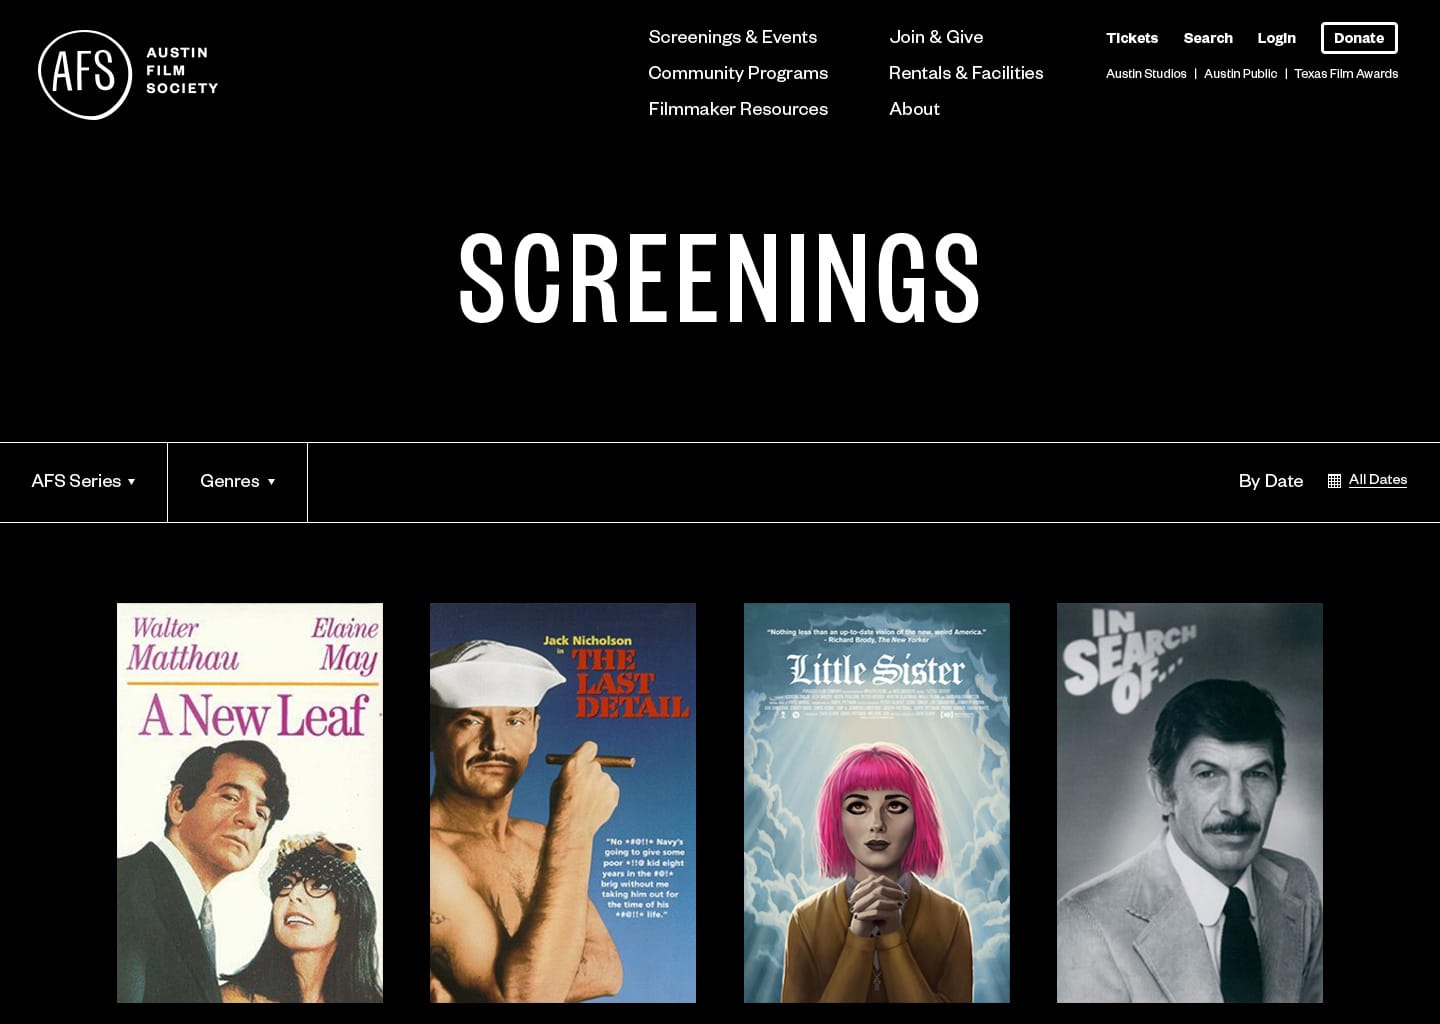 AFS
AUSTIN
FILM
SOCIETY
Screenings & Events
Community Programs
Filmmaker Resources
Join & Give
Rentals & Facilities
About
Tickets
Search
Login
Donate
Austin Studios | Austin Public | Texas Film Awards
SCREENINGS
AFS Series ▾
Genres ▾
By Date
All Dates
Walter
Matthau
Elaine
May
A New Leaf
Jack Nicholson
in
THE
LAST
DETAIL
"No *#@!!* Navy's
going to give some
poor *!!@ kid eight
years in the #@!*
brig without me
taking him out for
the time of his
*#@!!* life."
"Nothing less than an up-to-date vision of the new, weird America."
- Richard Brody, The New Yorker
Little Sister
IN
SEARCH
OF...